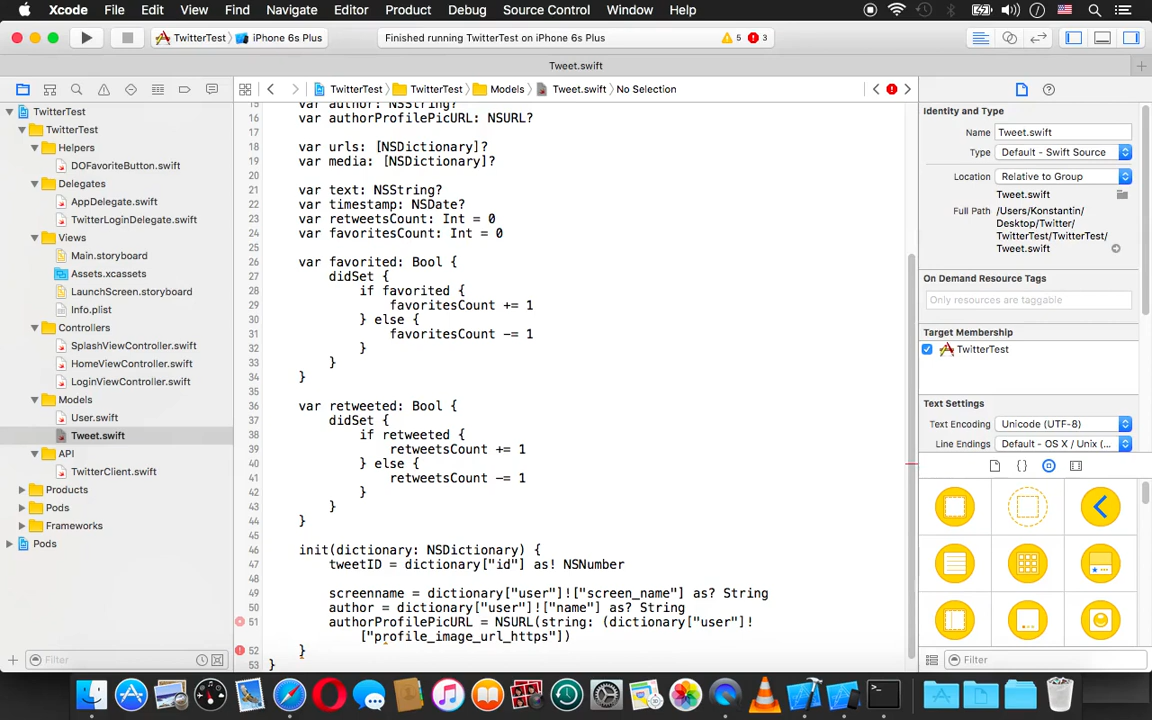 Xcode File Edit View Find Navigate Editor Product Debug Source Control Window Help
TwitterTest iPhone 6s Plus Finished running TwitterTest on iPhone 6s Plus 5 3
Tweet.swift
TwitterTest TwitterTest Models Tweet.swift No Selection
TwitterTest
TwitterTest
Helpers
DOFavoriteButton.swift
Delegates
AppDelegate.swift
TwitterLoginDelegate.swift
Views
Main.storyboard
Assets.xcassets
LaunchScreen.storyboard
Info.plist
Controllers
SplashViewController.swift
HomeViewController.swift
LoginViewController.swift
Models
User.swift
Tweet.swift
API
TwitterClient.swift
Products
Pods
Frameworks
Pods
Filter
15 var author: NSString?
16 var authorProfilePicURL: NSURL?
17
18 var urls: [NSDictionary]?
19 var media: [NSDictionary]?
20
21 var text: NSString?
22 var timestamp: NSDate?
23 var retweetsCount: Int = 0
24 var favoritesCount: Int = 0
25
26 var favorited: Bool {
27 didSet {
28 if favorited {
29 favoritesCount += 1
30 } else {
31 favoritesCount -= 1
32 }
33 }
34 }
35
36 var retweeted: Bool {
37 didSet {
38 if retweeted {
39 retweetsCount += 1
40 } else {
41 retweetsCount -= 1
42 }
43 }
44 }
45
46 init(dictionary: NSDictionary) {
47 tweetID = dictionary["id"] as! NSNumber
48
49 screenname = dictionary["user"]!["screen_name"] as? String
50 author = dictionary["user"]!["name"] as? String
51 authorProfilePicURL = NSURL(string: (dictionary["user"]!
["profile_image_url_https"])
52 }
53 }
Identity and Type
Name Tweet.swift
Type Default - Swift Source
Location Relative to Group
Tweet.swift
Full Path /Users/Konstantin/
Desktop/Twitter/
TwitterTest/TwitterTest/
Tweet.swift
On Demand Resource Tags
Only resources are taggable
Target Membership
TwitterTest
Text Settings
Text Encoding Unicode (UTF-8)
Line Endings Default - OS X / Unix (...
Filter